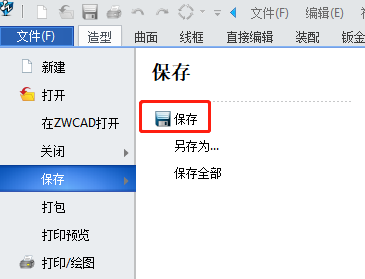 文件(F) 编辑(E)
文件(F) 造型 曲面 线框 直接编辑 装配 钣金
新建
打开
在ZWCAD打开
关闭
保存
打包
打印预览
打印/绘图
保存
保存
另存为...
保存全部